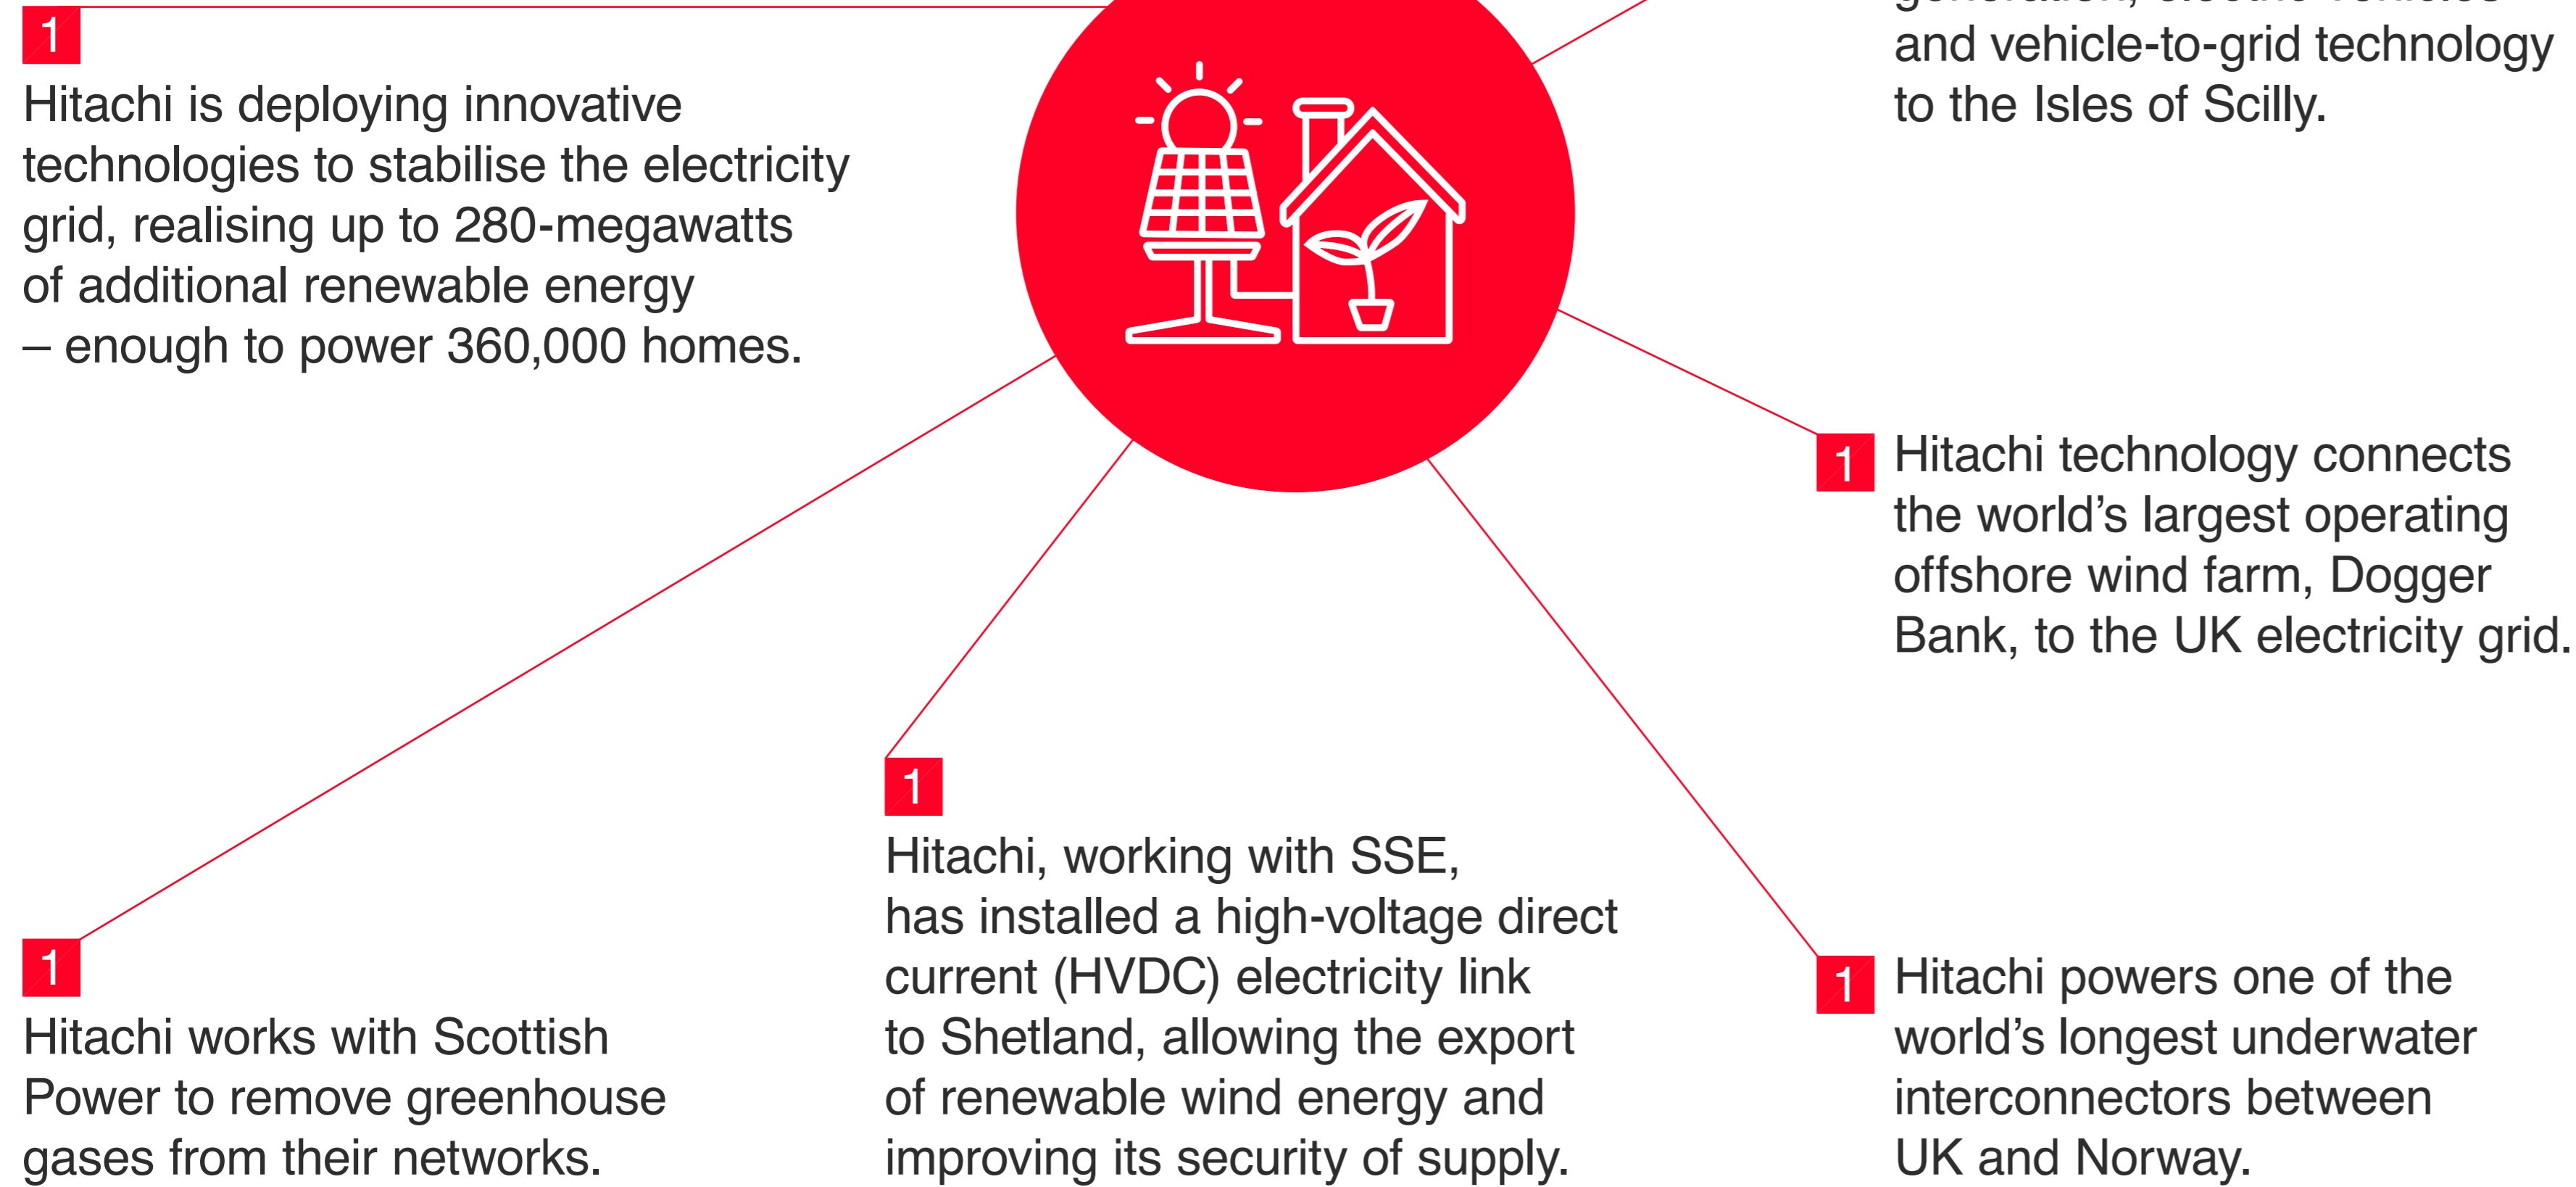 1
Hitachi is deploying innovative
technologies to stabilise the electricity
grid, realising up to 280-megawatts
of additional renewable energy
– enough to power 360,000 homes.
and vehicle-to-grid technology
to the Isles of Scilly.
1
Hitachi technology connects
the world’s largest operating
offshore wind farm, Dogger
Bank, to the UK electricity grid.
1
Hitachi works with Scottish
Power to remove greenhouse
gases from their networks.
1
Hitachi, working with SSE,
has installed a high-voltage direct
current (HVDC) electricity link
to Shetland, allowing the export
of renewable wind energy and
improving its security of supply.
1
Hitachi powers one of the
world’s longest underwater
interconnectors between
UK and Norway.